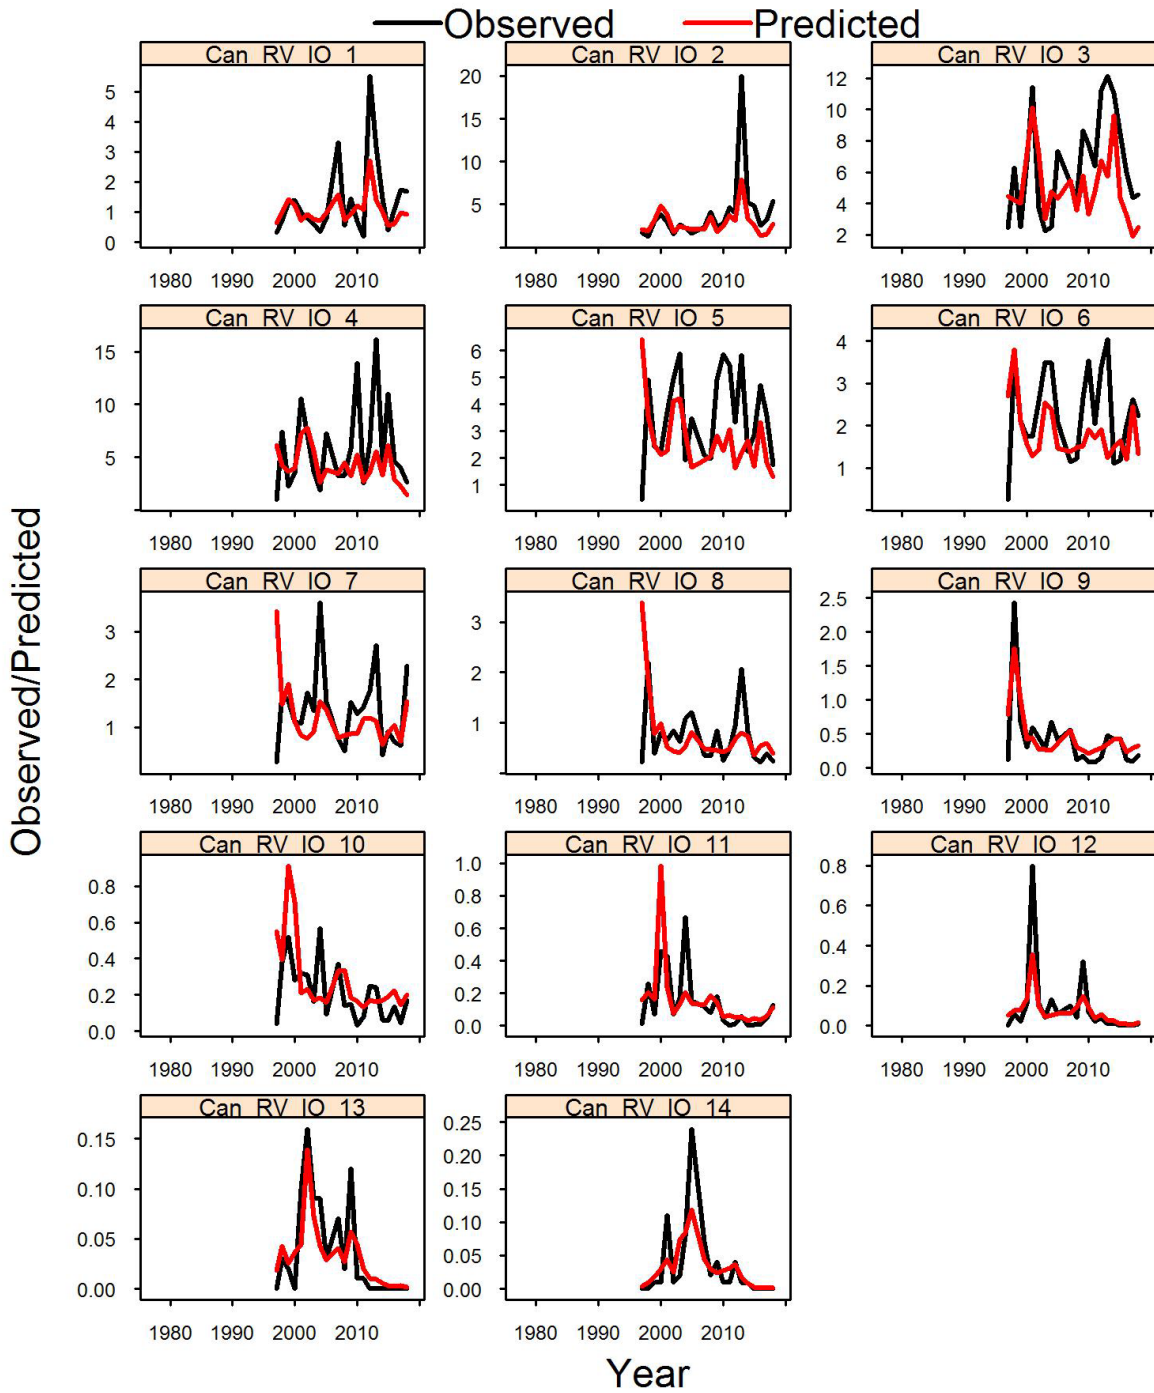 Observed Predicted
Can RV IO 1 Can RV IO 2 Can RV IO 3
5 20 12
4 15 10
3 10 8
2 5 6
1 4
0 2
1980 1990 2000 2010 1980 1990 2000 2010 1980 1990 2000 2010
Can RV IO 4 Can RV IO 5 Can RV IO 6
15 6 4
10 5 3
5 4 2
3 1
2
1
1980 1990 2000 2010 1980 1990 2000 2010 1980 1990 2000 2010
Observed/Predicted
Can RV IO 7 Can RV IO 8 Can RV IO 9
3 3 2.5
2 2 2.0
1 1 1.5
1.0
0.5
0.0
1980 1990 2000 2010 1980 1990 2000 2010 1980 1990 2000 2010
Can RV IO 10 Can RV IO 11 Can RV IO 12
0.8 1.0 0.8
0.6 0.8 0.6
0.4 0.6 0.4
0.2 0.4 0.2
0.0 0.2 0.0
0.0
1980 1990 2000 2010 1980 1990 2000 2010 1980 1990 2000 2010
Can RV IO 13 Can RV IO 14
0.15 0.25
0.10 0.20
0.05 0.15
0.00 0.10
0.05
0.00
1980 1990 2000 2010 1980 1990 2000 2010
Year